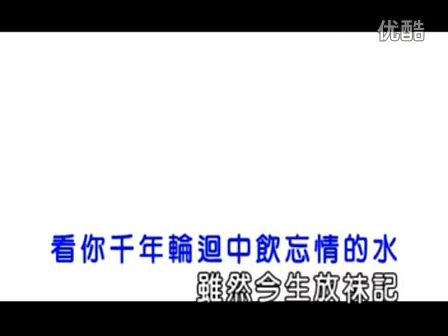 优酷
看你千年輪迴中飲忘情的水
雖然今生放袜記